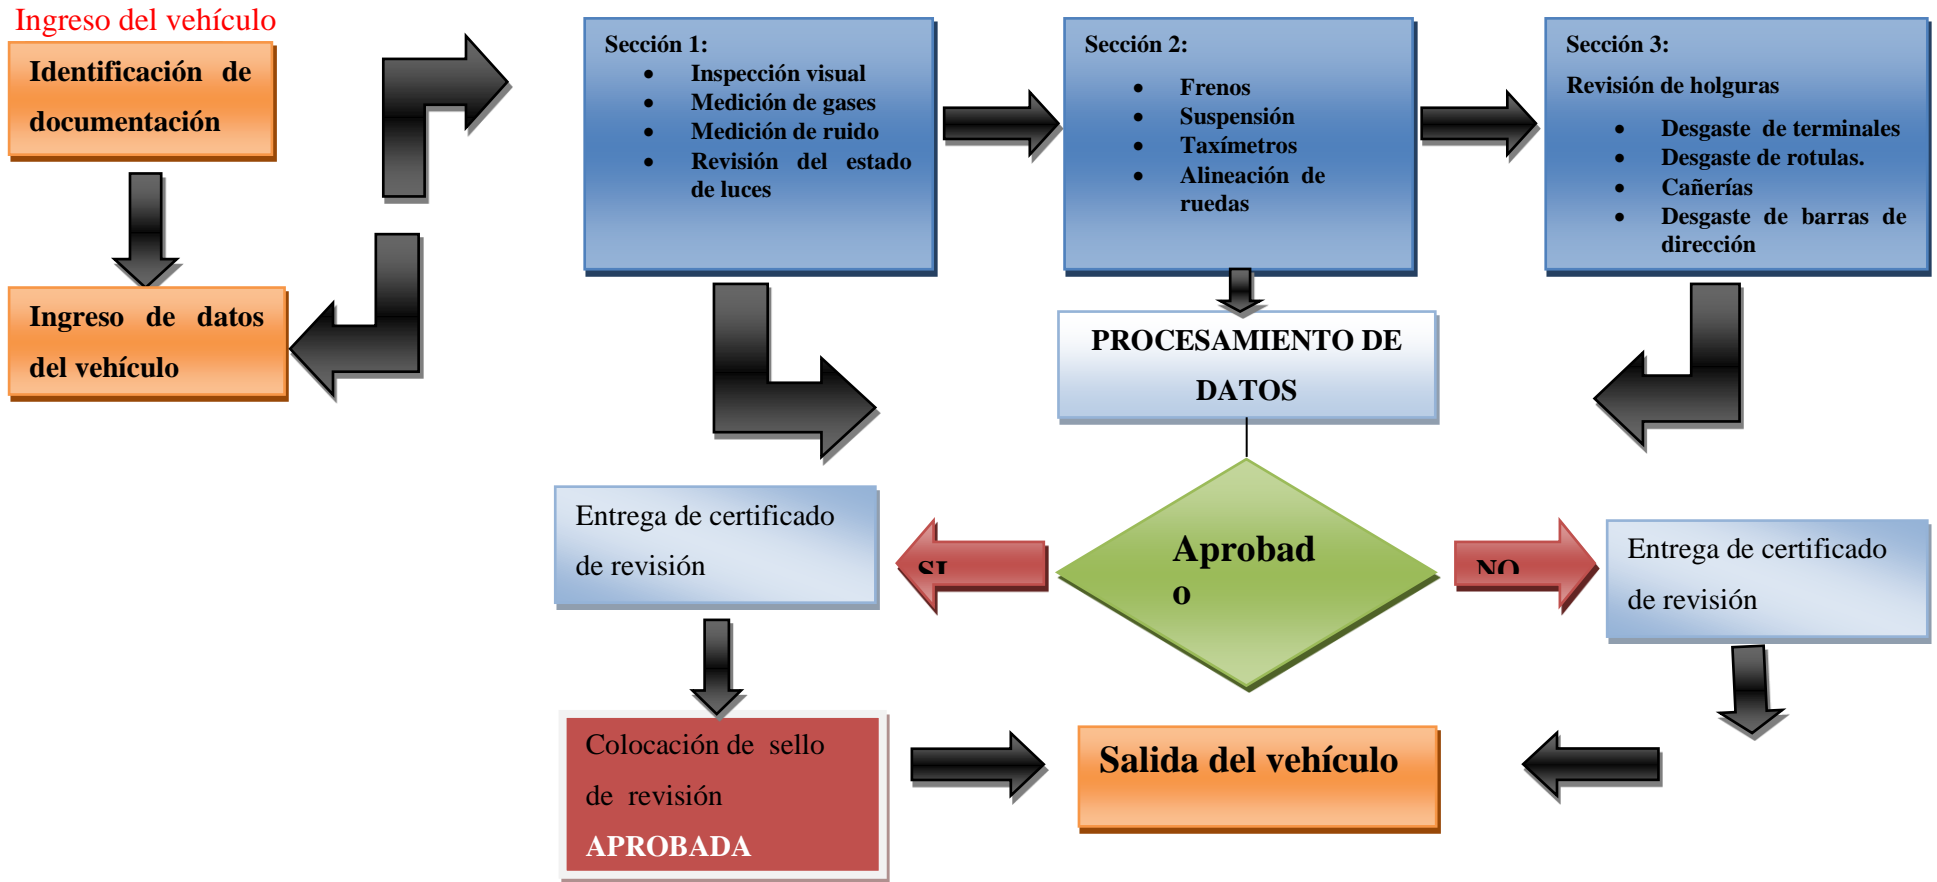 Ingreso del vehículo
Identificación de
documentación
Ingreso de datos
del vehículo
Sección 1:
• Inspección visual
• Medición de gases
• Medición de ruido
• Revisión del estado
de luces
Sección 2:
• Frenos
• Suspensión
• Taxímetros
• Alineación de
ruedas
Sección 3:
Revisión de holguras
• Desgaste de terminales
• Desgaste de rotulas.
• Cañerías
• Desgaste de barras de
dirección
PROCESAMIENTO DE
DATOS
Aprobad
o
SI
NO
Entrega de certificado
de revisión
Entrega de certificado
de revisión
Colocación de sello
de revisión
APROBADA
Salida del vehículo